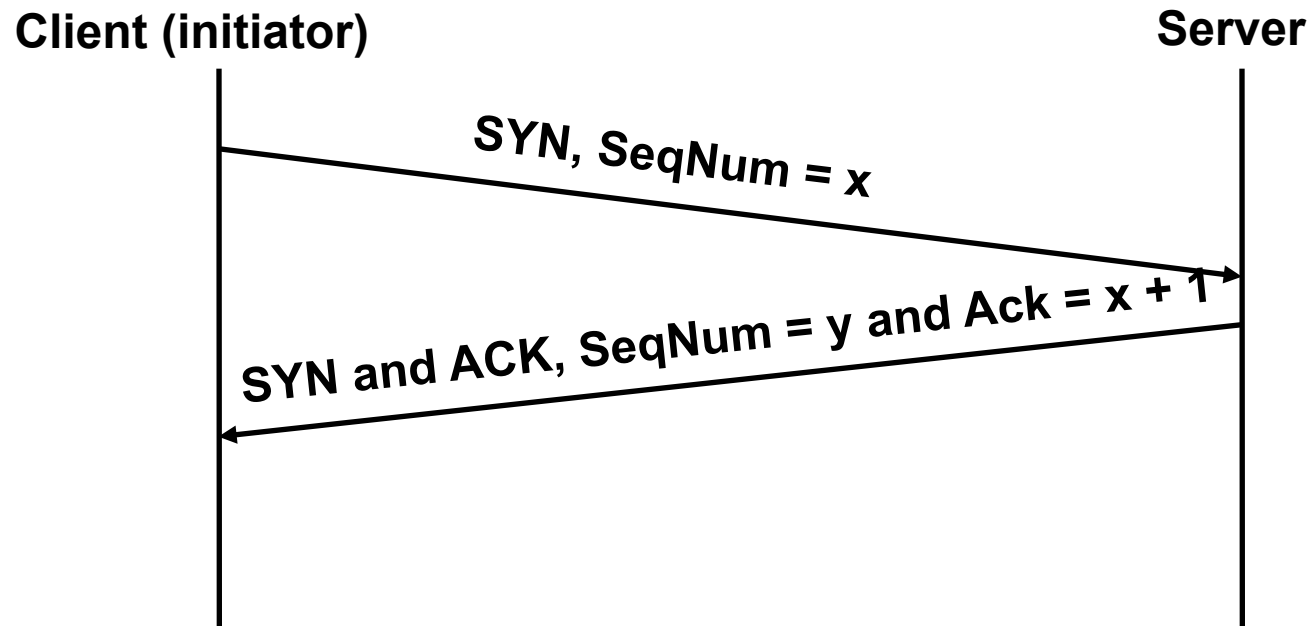 Client (initiator)
Server
SYN, SeqNum = x
SYN and ACK, SeqNum = y and Ack = x + 1